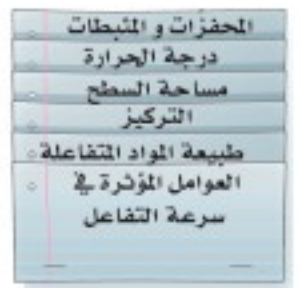 المحفزات و المثبطات
درجة الحرارة
مساحة السطح
التركيز
طبيعة المواد المتفاعلة
العوامل المؤثرة في
سرعة التفاعل